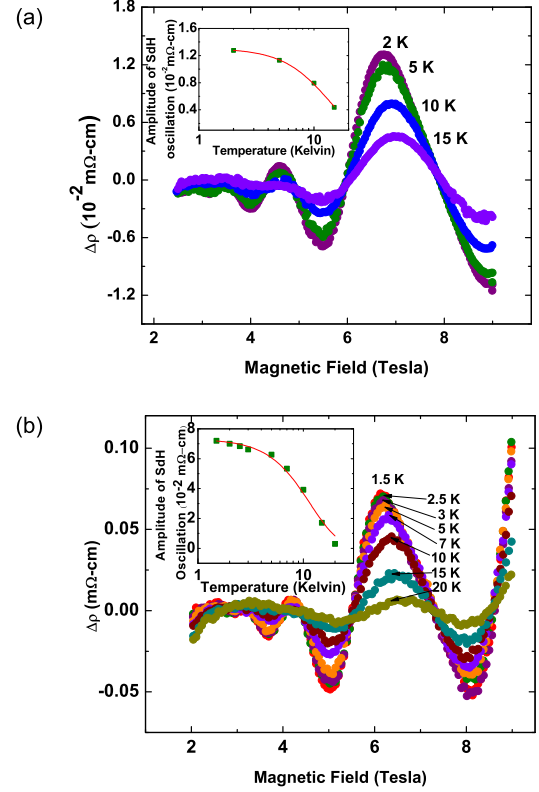 (a)
1.8
1.2
0.6
0.0
-0.6
-1.2
Δρ (10⁻² mΩ-cm)
2
4
6
8
Magnetic Field (Tesla)
2 K
5 K
10 K
15 K
1.6
1.2
0.8
0.4
Amplitude of SdH
oscillation (10⁻² mΩ-cm)
1
10
Temperature (Kelvin)
(b)
0.10
0.05
0.00
-0.05
Δρ (mΩ-cm)
2
4
6
8
Magnetic Field (Tesla)
1.5 K
2.5 K
3 K
5 K
7 K
10 K
15 K
20 K
8
6
4
2
0
Amplitude of SdH
Oscillation (10⁻² mΩ-cm)
1
10
Temperature (Kelvin)